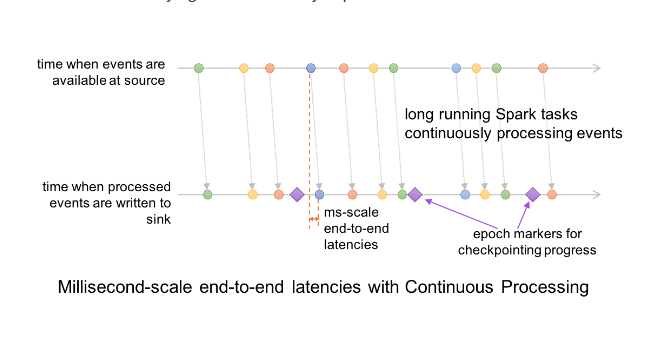 time when events are
available at source
long running Spark tasks
continuously processing events
time when processed
events are written to
sink
ms-scale
end-to-end
latencies
epoch markers for
checkpointing progress
Millisecond-scale end-to-end latencies with Continuous Processing